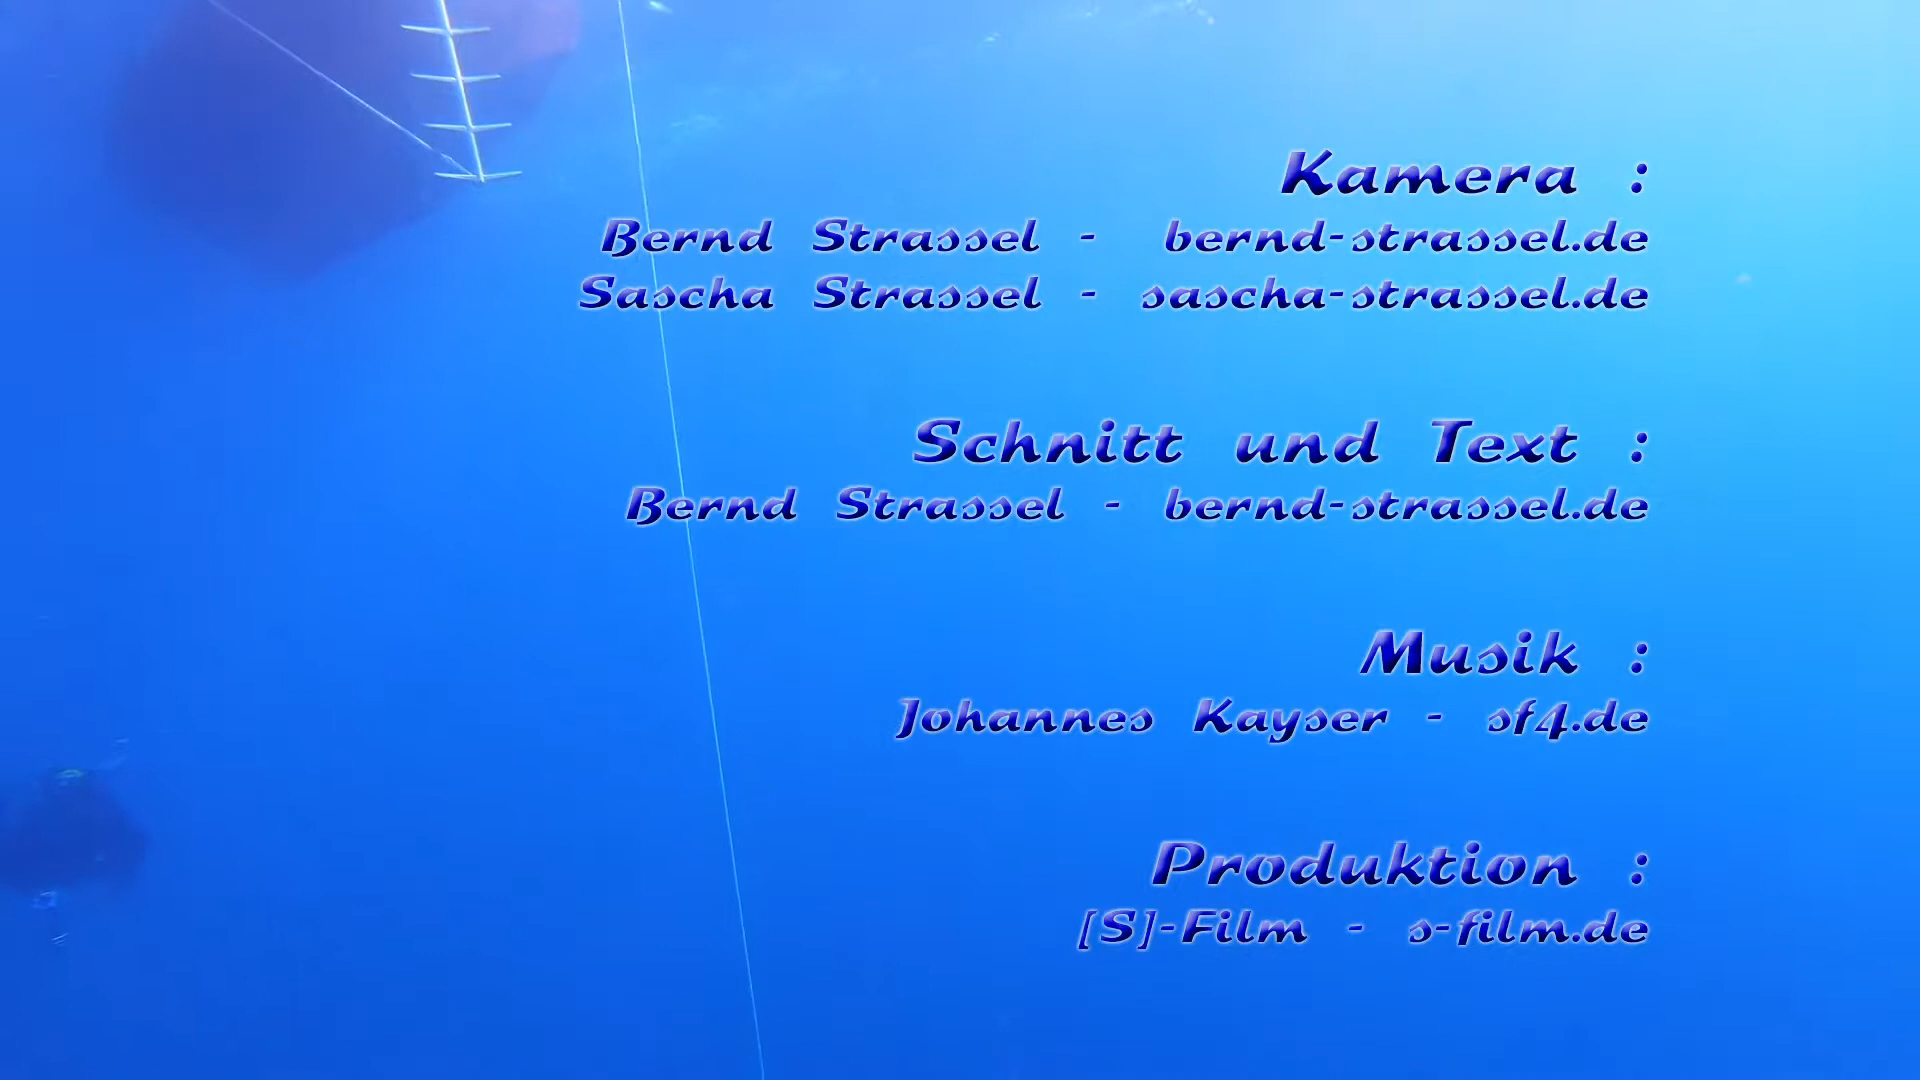 Kamera :
Bernd Strassel - bernd-strassel.de
Sascha Strassel - sascha-strassel.de
Schnitt und Text :
Bernd Strassel - bernd-strassel.de
Musik :
Johannes Kayser - sf4.de
Produktion :
[S]-Film - s-film.de